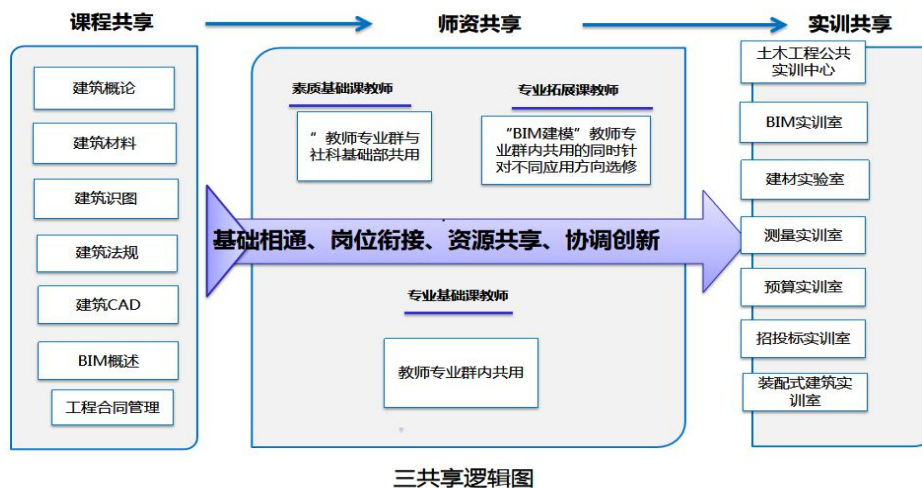 课程共享
师资共享
实训共享
建筑概论
建筑材料
建筑识图
建筑法规
建筑CAD
BIM概述
工程合同管理
素质基础课教师
”教师专业群与
社科基础部共用
专业拓展课教师
“BIM建模”教师专
业群内共用的同时针
对不同应用方向选修
基础相通、岗位衔接、资源共享、协调创新
专业基础课教师
教师专业群内共用
土木工程公共
实训中心
BIM实训室
建材实验室
测量实训室
预算实训室
招投标实训室
装配式建筑实
训室
三共享逻辑图